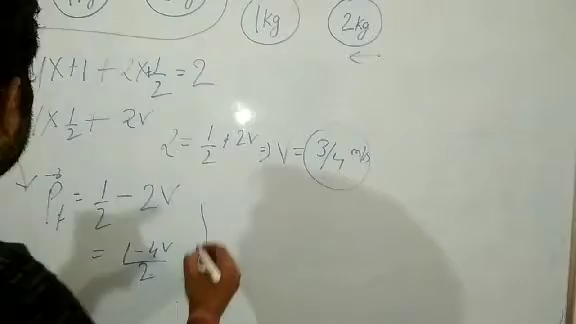 1kg 2kg
1 × + 1 + 2 × + 1/2 = 2
1 × 1/2 + 2V
2 = 1/2 + 2V ⇒ V = 3/4 m/s
P⃗f = 1/2 - 2V
= 1 - 4V / 2